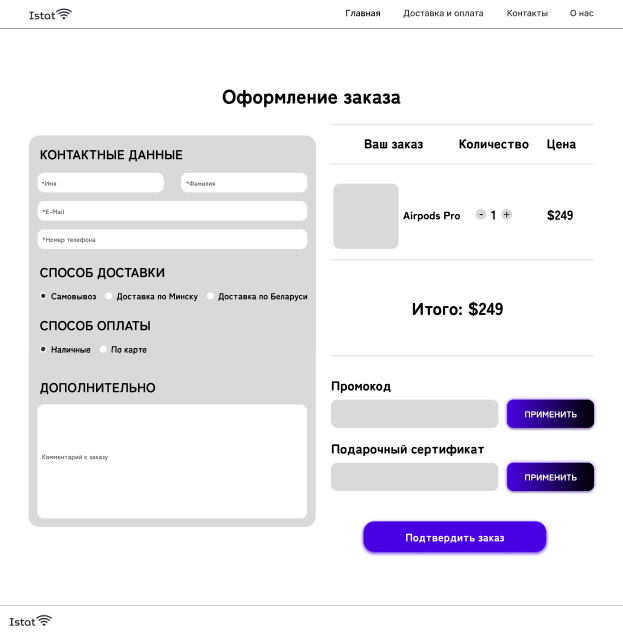 Istat
Главная Доставка и оплата Контакты О нас
Оформление заказа
КОНТАКТНЫЕ ДАННЫЕ
*Имя *Фамилия
*E-Mail
*Номер телефона
СПОСОБ ДОСТАВКИ
Самовывоз Доставка по Минску Доставка по Беларуси
СПОСОБ ОПЛАТЫ
Наличные По карте
ДОПОЛНИТЕЛЬНО
Комментарий к заказу
Ваш заказ Количество Цена
Airpods Pro - 1 + $249
Итого: $249
Промокод
ПРИМЕНИТЬ
Подарочный сертификат
ПРИМЕНИТЬ
Подтвердить заказ
Istat